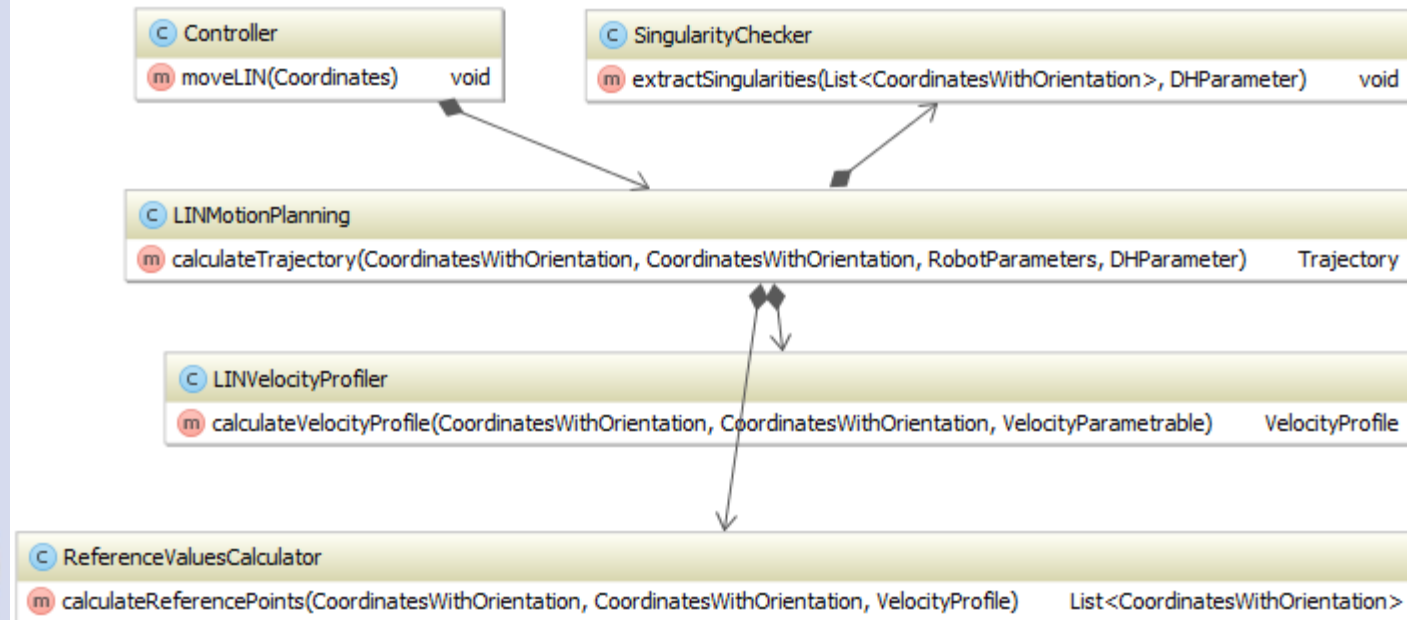 C Controller
m moveLIN(Coordinates) void
C SingularityChecker
m extractSingularities(List<CoordinatesWithOrientation>, DHParameter) void
C LINMotionPlanning
m calculateTrajectory(CoordinatesWithOrientation, CoordinatesWithOrientation, RobotParameters, DHParameter) Trajectory
C LINVelocityProfiler
m calculateVelocityProfile(CoordinatesWithOrientation, CoordinatesWithOrientation, VelocityParametrable) VelocityProfile
C ReferenceValuesCalculator
m calculateReferencePoints(CoordinatesWithOrientation, CoordinatesWithOrientation, VelocityProfile) List<CoordinatesWithOrientation>